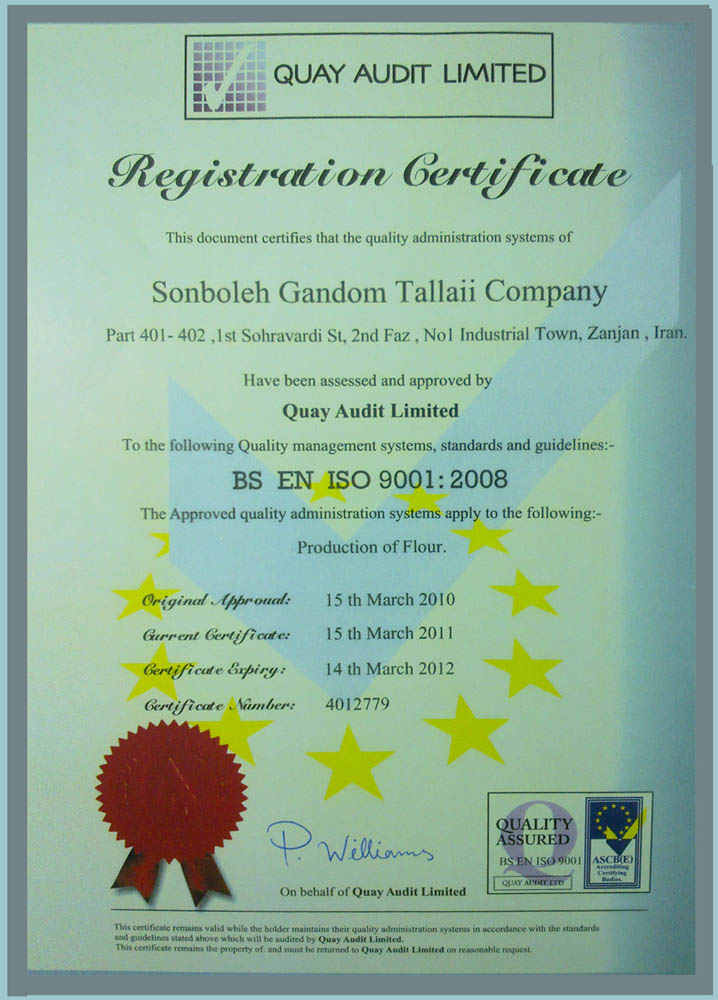 QUAY AUDIT LIMITED
Registration Certificate
This document certifies that the quality administration systems of
Sonboleh Gandom Tallaii Company
Part 401- 402 ,1st Sohravardi St, 2nd Faz , No1 Industrial Town, Zanjan , Iran.
Have been assessed and approved by
Quay Audit Limited
To the following Quality management systems, standards and guidelines:-
BS EN ISO 9001: 2008
The Approved quality administration systems apply to the following:-
Production of Flour.
Original Approual: 15 th March 2010
Current Certificate: 15 th March 2011
Certificate Expiry: 14 th March 2012
Certificate Number: 4012779
P. Williams
On behalf of Quay Audit Limited
Q
QUALITY
ASSURED
BS EN ISO 9001
QUAY AUDIT LTD
ASCB(E)
Accrediting
Certifying
Bodies.
This certificate remains valid while the holder maintains their quality administration systems in accordance with the standards
and guidelines stated above which will be audited by Quay Audit Limited.
This certificate remains the property of. and must be returned to Quay Audit Limited on reasonable request.